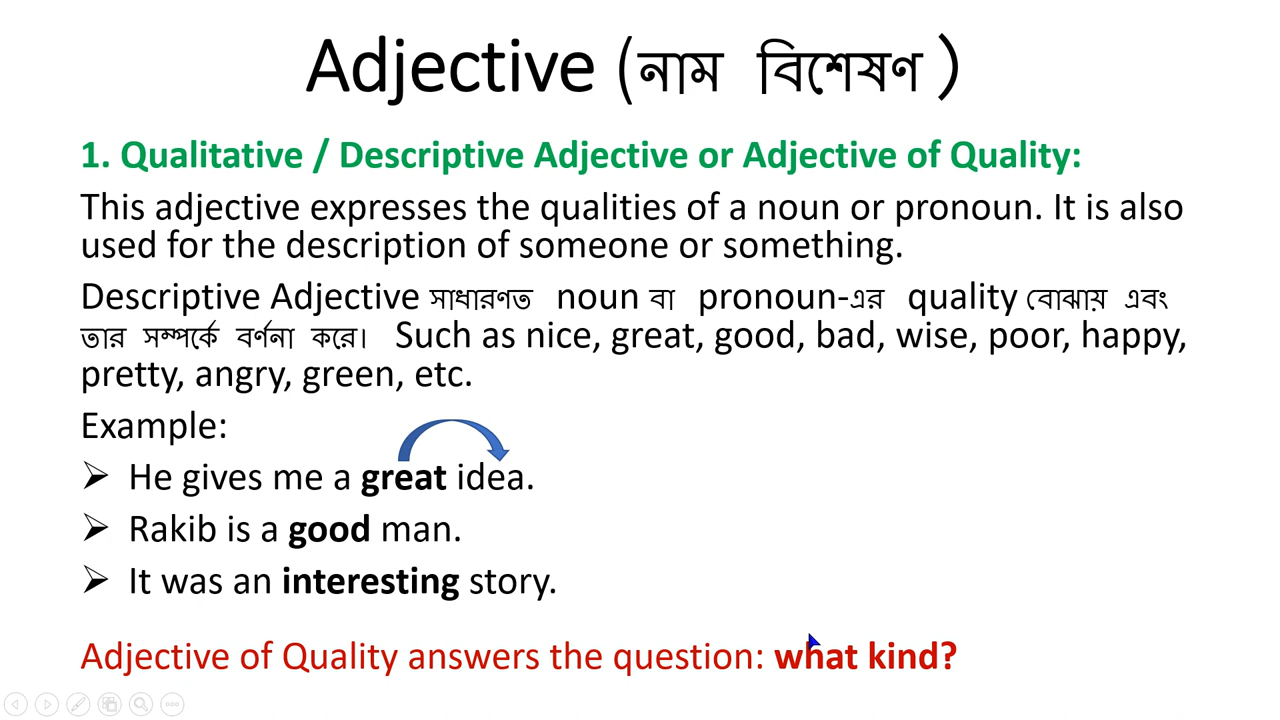 Adjective (নাম বিশেষণ )
1. Qualitative / Descriptive Adjective or Adjective of Quality:
This adjective expresses the qualities of a noun or pronoun. It is also
used for the description of someone or something.
Descriptive Adjective সাধারণত noun বা pronoun-এর quality বোঝায় এবং
তার সম্পর্কে বর্ণনা করে। Such as nice, great, good, bad, wise, poor, happy,
pretty, angry, green, etc.
Example:
➢ He gives me a great idea.
➢ Rakib is a good man.
➢ It was an interesting story.
Adjective of Quality answers the question: what kind?